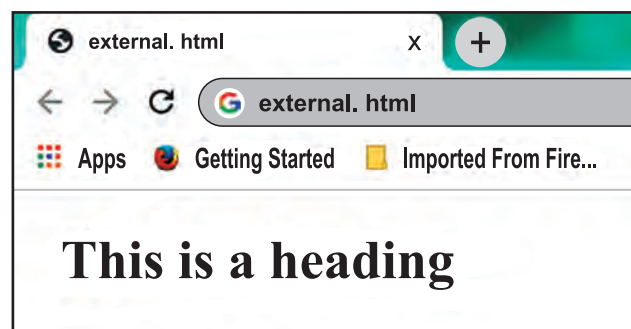 external. html x +
external. html
Apps Getting Started Imported From Fire...
This is a heading